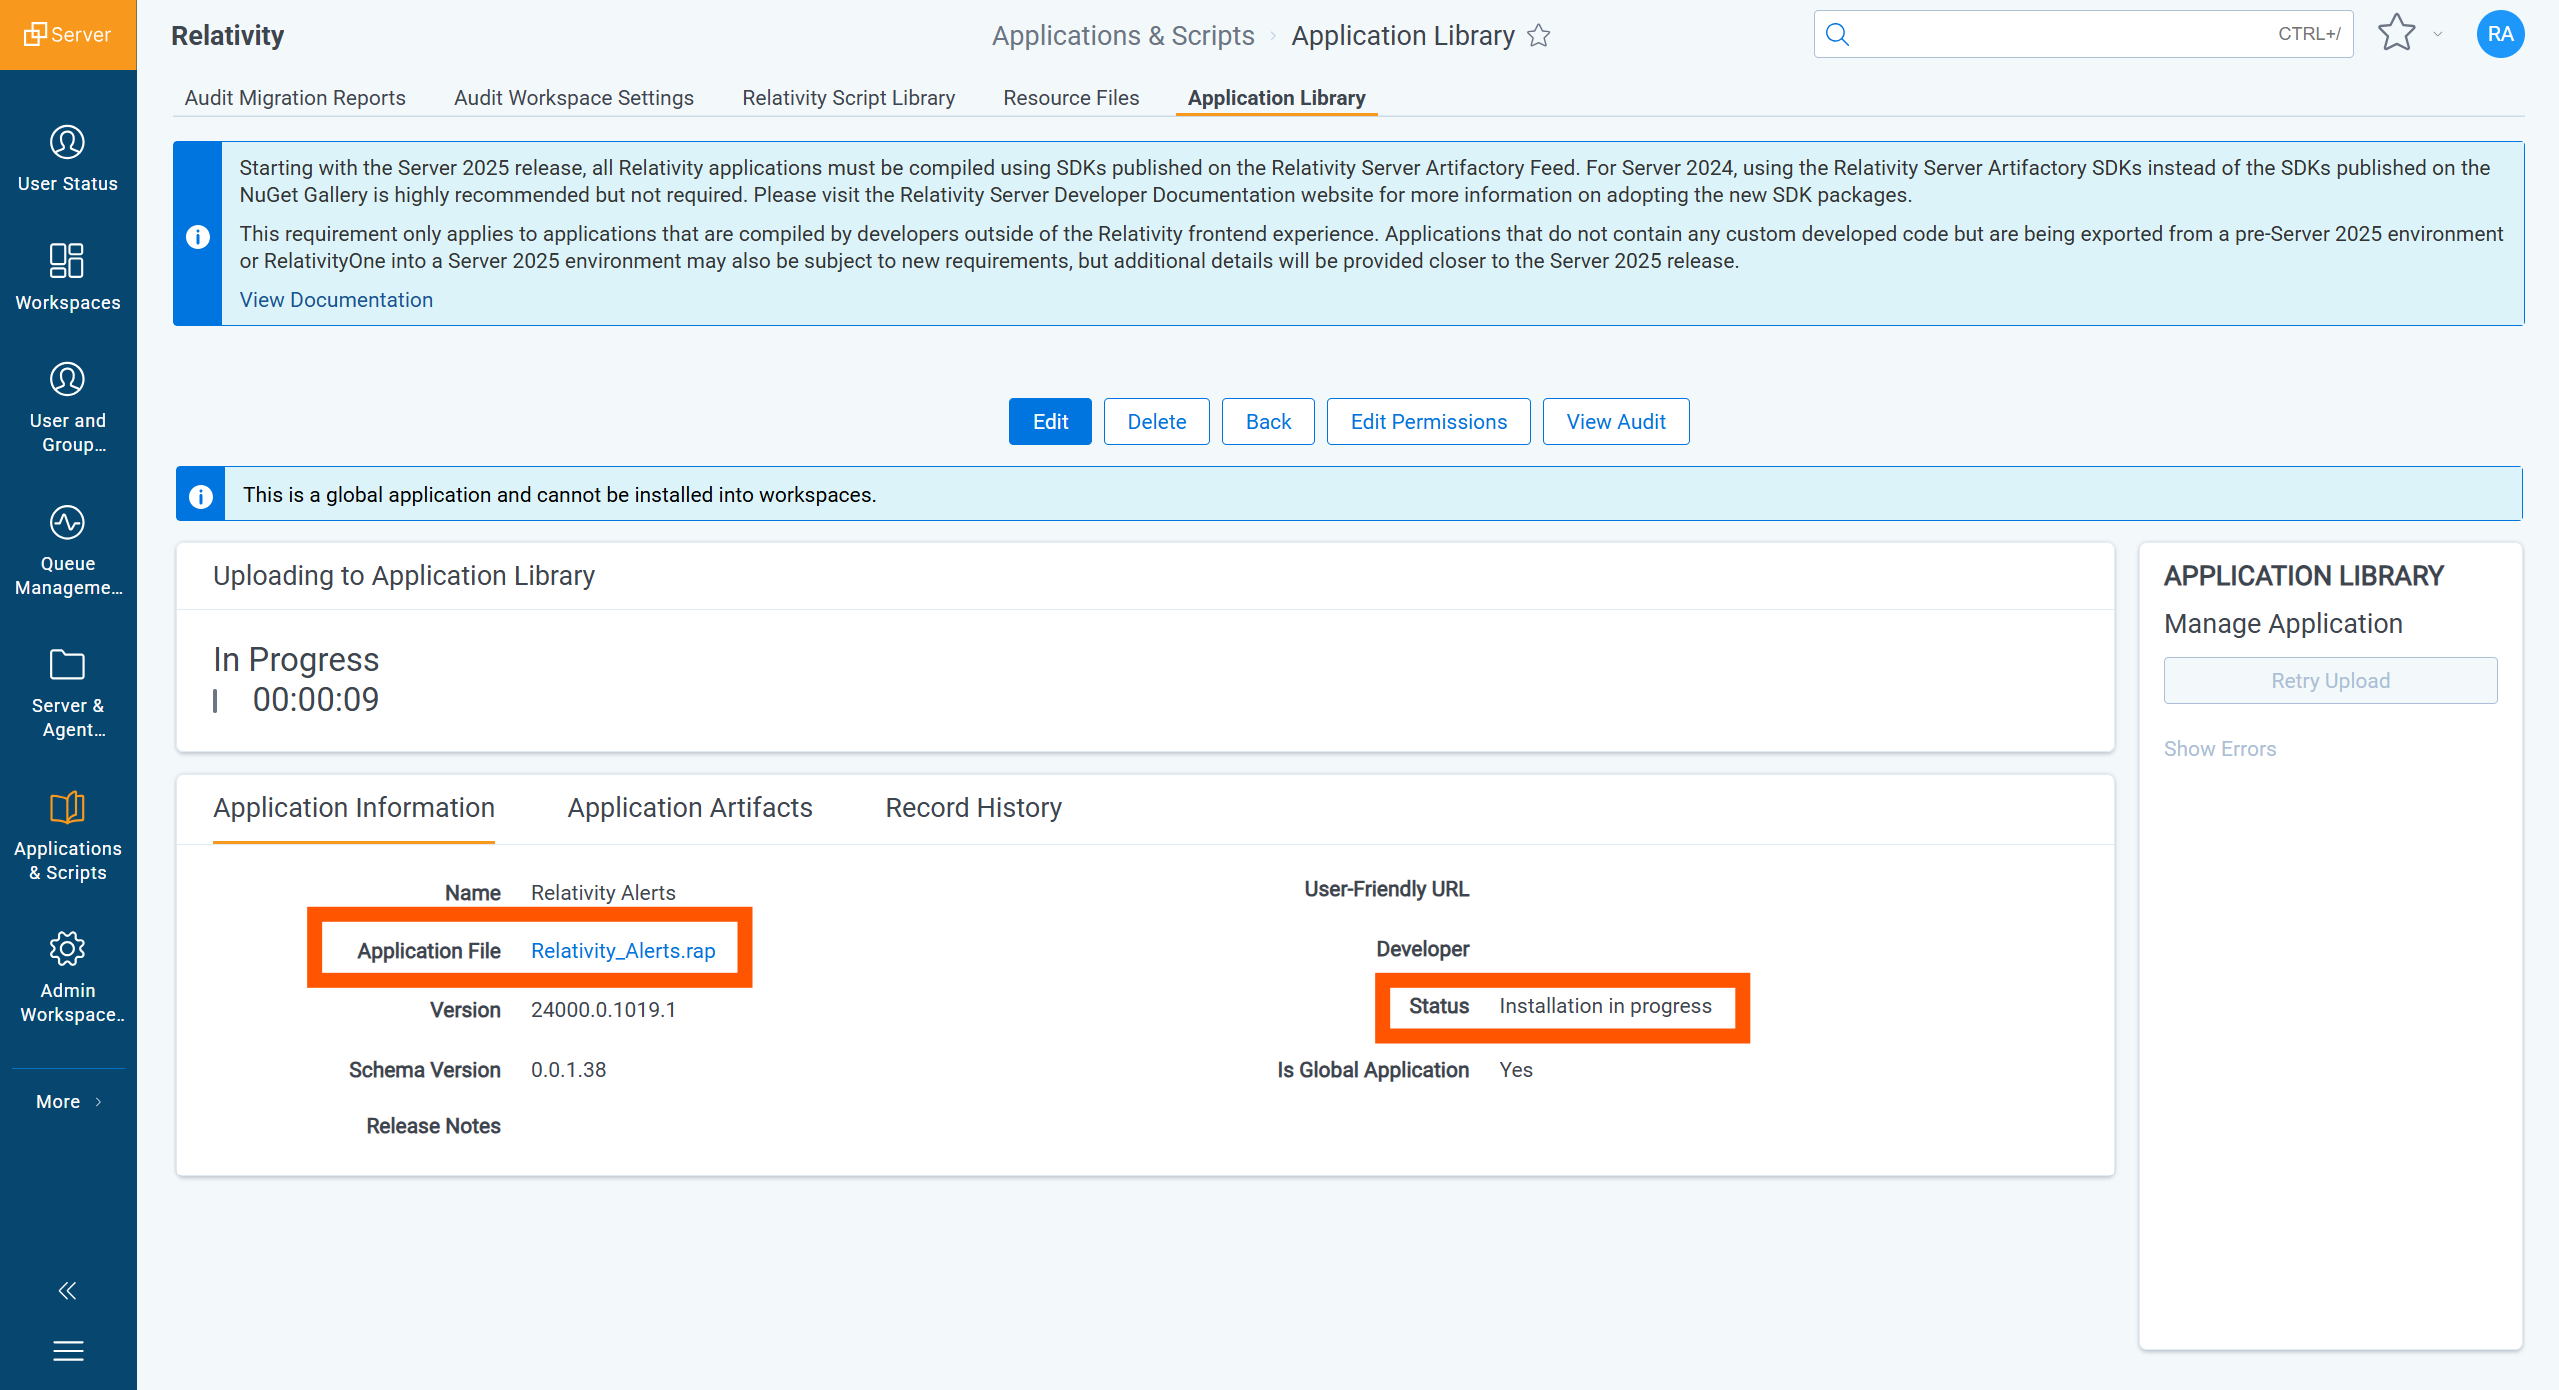 Server
Relativity
Applications & Scripts
Application Library
CTRL+/
RA
Audit Migration Reports
Audit Workspace Settings
Relativity Script Library
Resource Files
Application Library
User Status
Workspaces
User and
Group...
Queue
Manageme...
Server &
Agent...
Applications
& Scripts
Admin
Workspace..
More
Starting with the Server 2025 release, all Relativity applications must be compiled using SDKs published on the Relativity Server Artifactory Feed. For Server 2024, using the Relativity Server Artifactory SDKs instead of the SDKs published on the
NuGet Gallery is highly recommended but not required. Please visit the Relativity Server Developer Documentation website for more information on adopting the new SDK packages.
This requirement only applies to applications that are compiled by developers outside of the Relativity frontend experience. Applications that do not contain any custom developed code but are being exported from a pre-Server 2025 environment
or RelativityOne into a Server 2025 environment may also be subject to new requirements, but additional details will be provided closer to the Server 2025 release.
View Documentation
Edit
Delete
Back
Edit Permissions
View Audit
This is a global application and cannot be installed into workspaces.
Uploading to Application Library
In Progress
00:00:09
Application Information
Application Artifacts
Record History
Name Relativity Alerts
Application File Relativity_Alerts.rap
Version 24000.0.1019.1
Schema Version 0.0.1.38
Release Notes
User-Friendly URL
Developer
Status Installation in progress
Is Global Application Yes
APPLICATION LIBRARY
Manage Application
Retry Upload
Show Errors